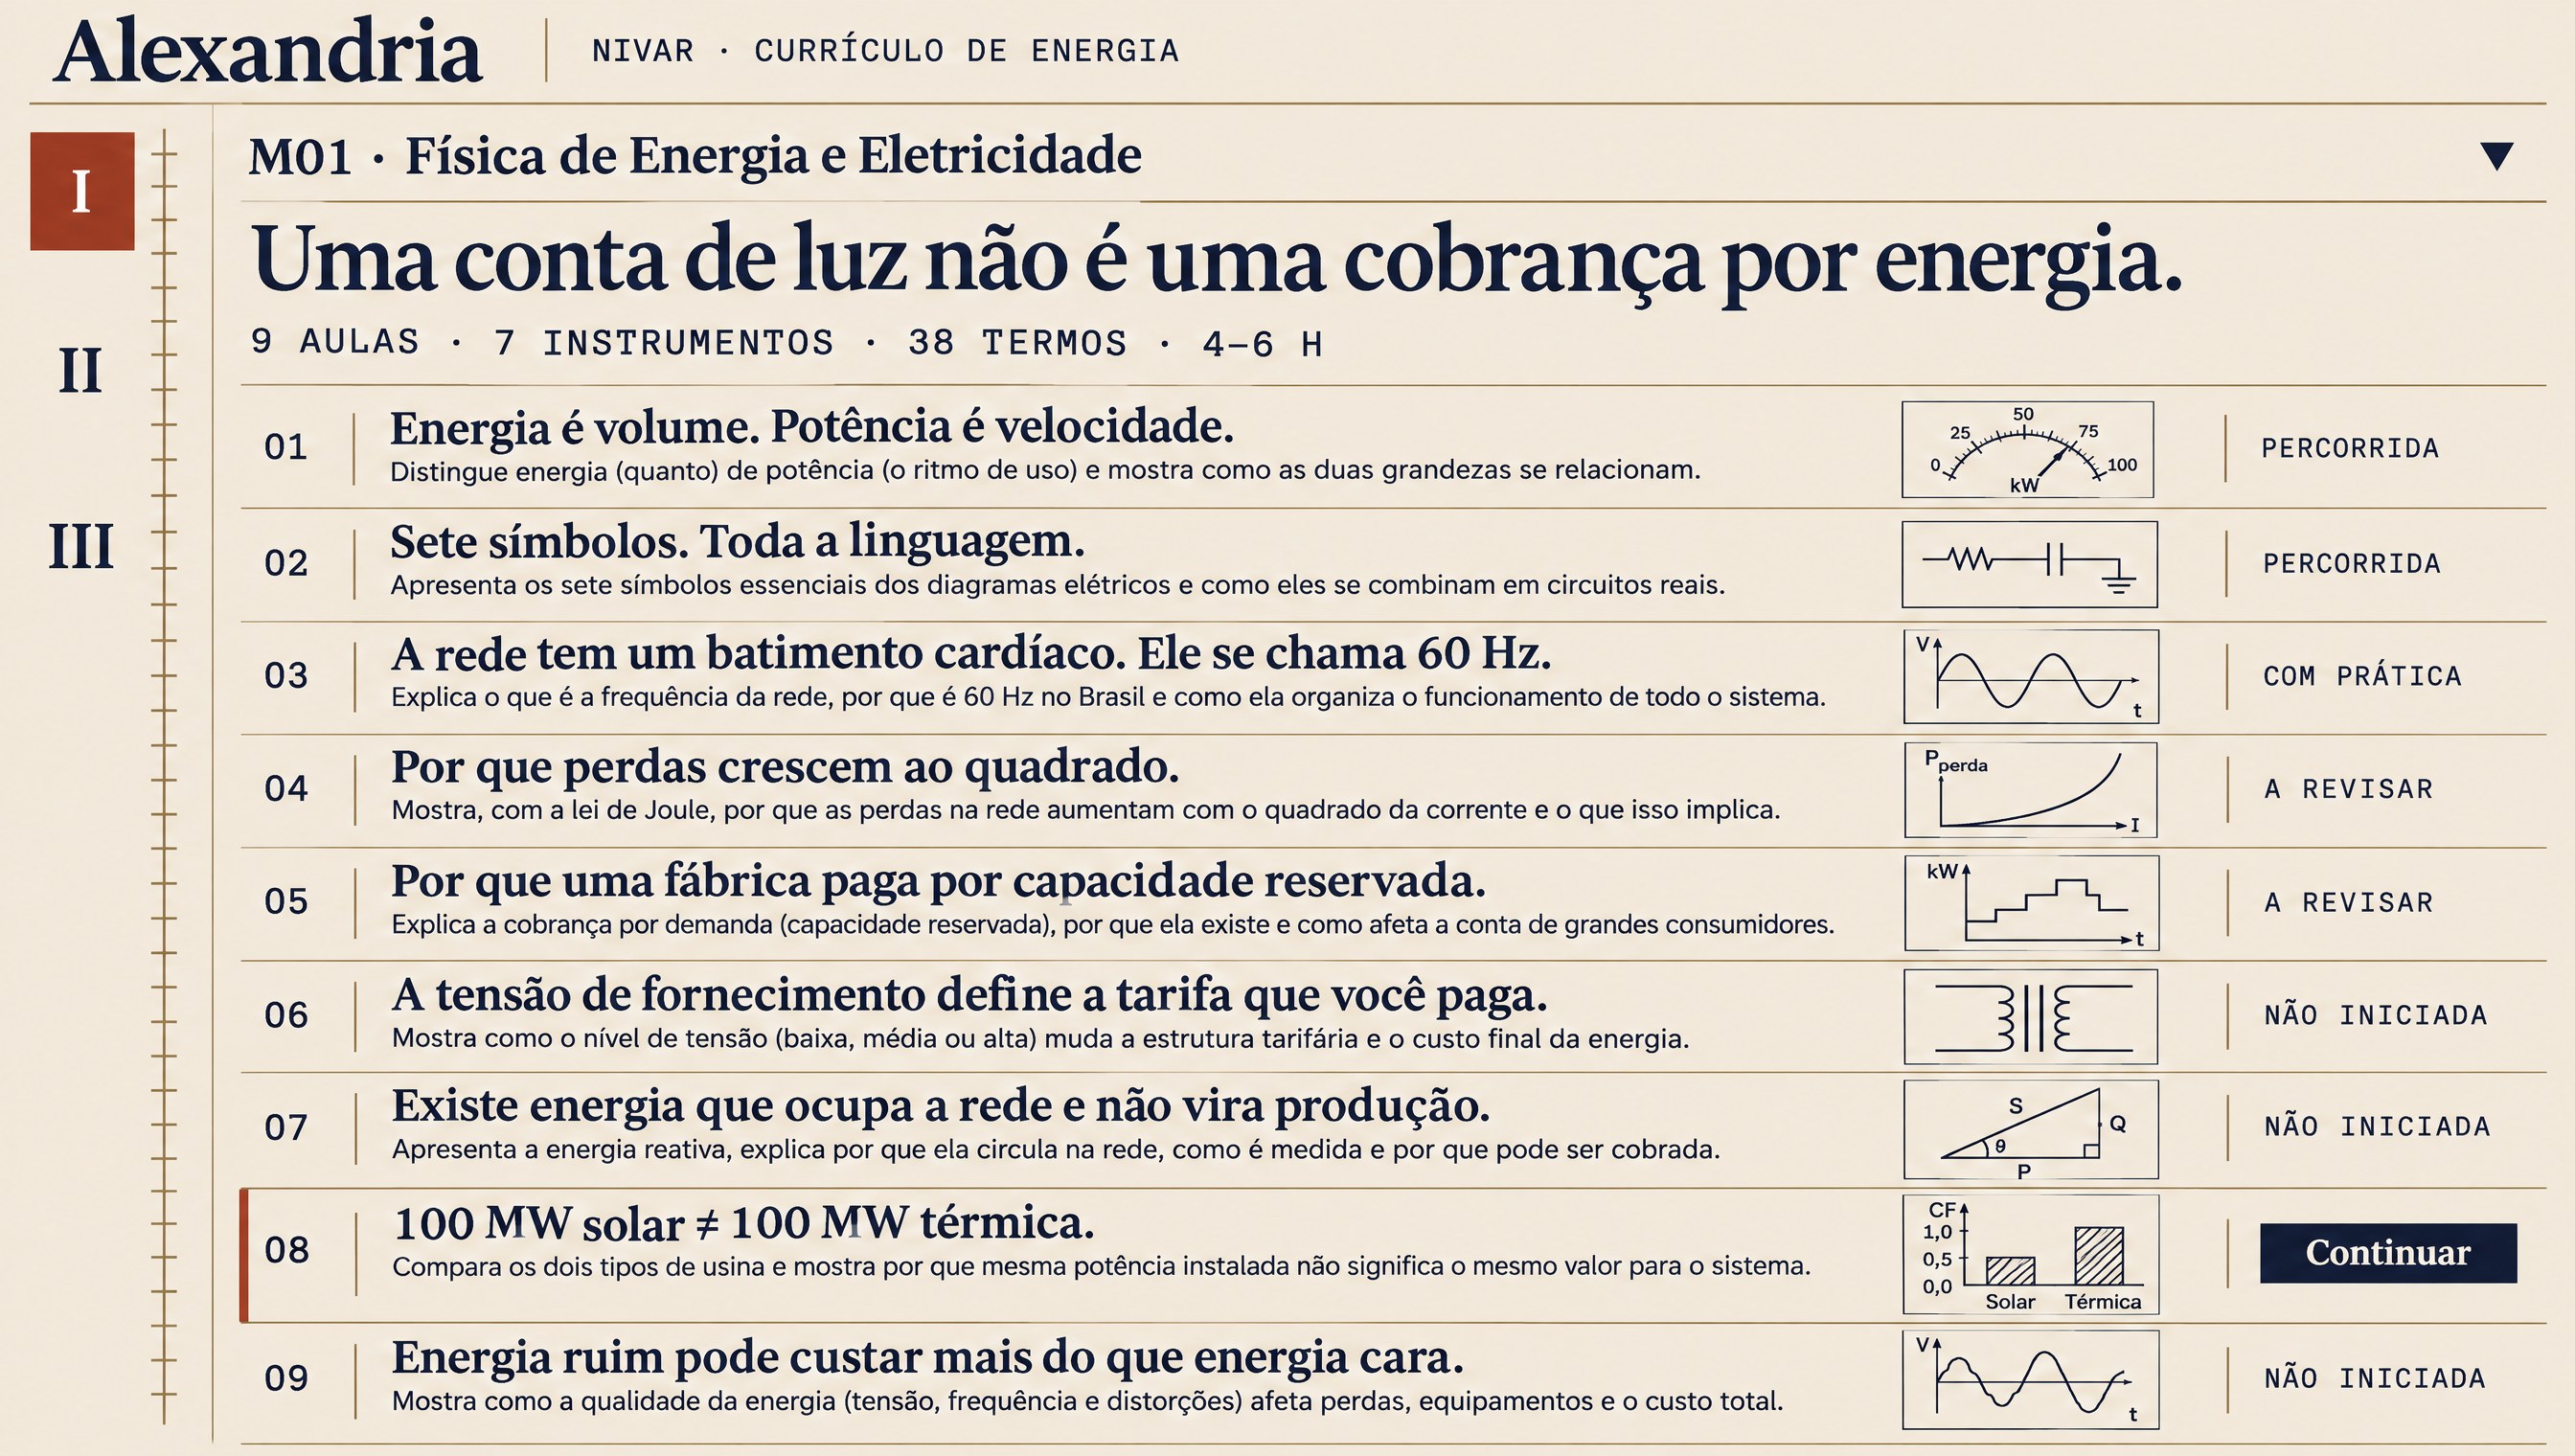 Alexandria
NIVAR · CURRÍCULO DE ENERGIA
I
II
III
M01 · Física de Energia e Eletricidade
Uma conta de luz não é uma cobrança por energia.
9 AULAS · 7 INSTRUMENTOS · 38 TERMOS · 4–6 H
01
Energia é volume. Potência é velocidade.
Distingue energia (quanto) de potência (o ritmo de uso) e mostra como as duas grandezas se relacionam.
0 25 50 75 100
kW
PERCORRIDA
02
Sete símbolos. Toda a linguagem.
Apresenta os sete símbolos essenciais dos diagramas elétricos e como eles se combinam em circuitos reais.
PERCORRIDA
03
A rede tem um batimento cardíaco. Ele se chama 60 Hz.
Explica o que é a frequência da rede, por que é 60 Hz no Brasil e como ela organiza o funcionamento de todo o sistema.
V
t
COM PRÁTICA
04
Por que perdas crescem ao quadrado.
Mostra, com a lei de Joule, por que as perdas na rede aumentam com o quadrado da corrente e o que isso implica.
Pperda
I
A REVISAR
05
Por que uma fábrica paga por capacidade reservada.
Explica a cobrança por demanda (capacidade reservada), por que ela existe e como afeta a conta de grandes consumidores.
kW
t
A REVISAR
06
A tensão de fornecimento define a tarifa que você paga.
Mostra como o nível de tensão (baixa, média ou alta) muda a estrutura tarifária e o custo final da energia.
NÃO INICIADA
07
Existe energia que ocupa a rede e não vira produção.
Apresenta a energia reativa, explica por que ela circula na rede, como é medida e por que pode ser cobrada.
S
Q
θ
P
NÃO INICIADA
08
100 MW solar ≠ 100 MW térmica.
Compara os dois tipos de usina e mostra por que mesma potência instalada não significa o mesmo valor para o sistema.
CF
1,0
0,5
0,0
Solar Térmica
Continuar
09
Energia ruim pode custar mais do que energia cara.
Mostra como a qualidade da energia (tensão, frequência e distorções) afeta perdas, equipamentos e o custo total.
V
t
NÃO INICIADA